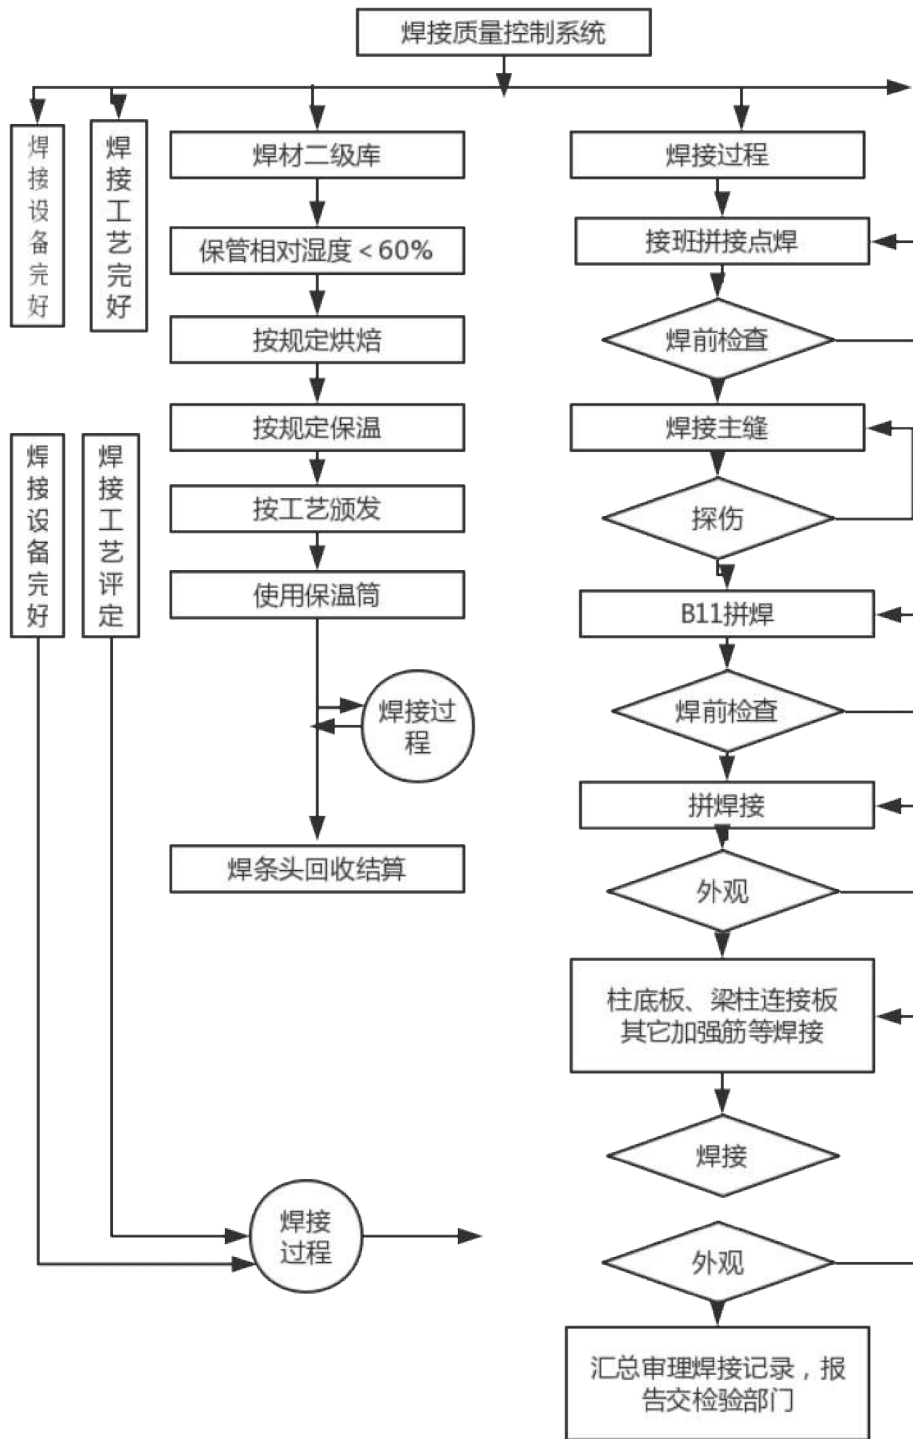 焊接质量控制系统
焊接设备完好
焊接工艺完好
焊材二级库
保管相对湿度＜60%
按规定烘焙
按规定保温
按工艺颁发
使用保温筒
焊接过
程
焊条头回收结算
焊接设备完好
焊接工艺评定
焊接
过程
焊接过程
接班拼接点焊
焊前检查
焊接主缝
探伤
B11拼焊
焊前检查
拼焊接
外观
柱底板、梁柱连接板
其它加强筋等焊接
焊接
外观
汇总审理焊接记录，报
告交检验部门